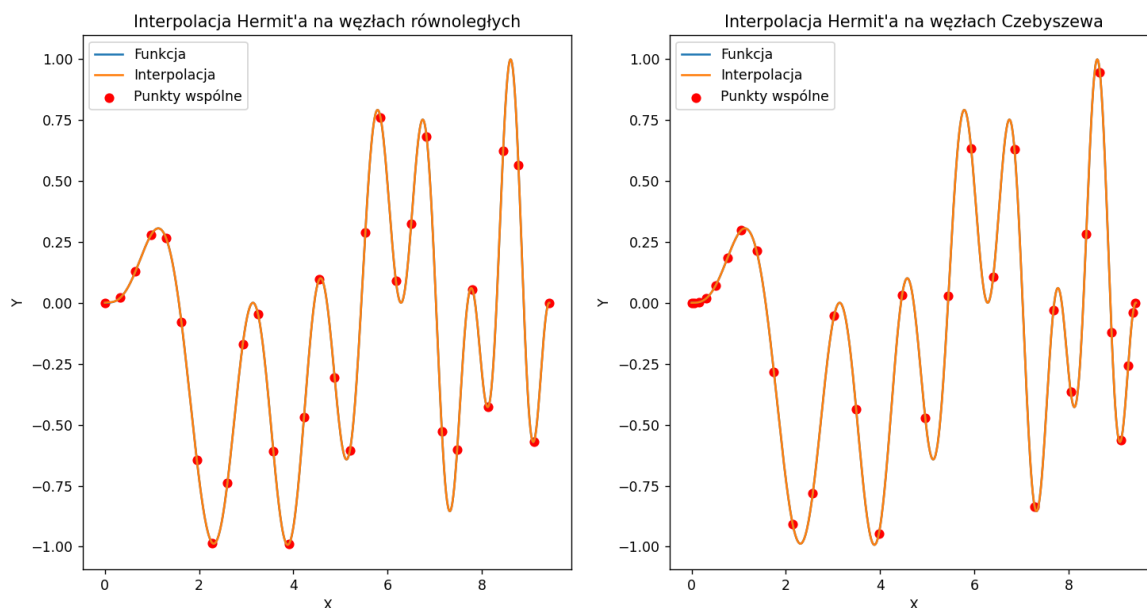 Interpolacja Hermit'a na węzłach równoległych
Funkcja
Interpolacja
Punkty wspólne
1.00
0.75
0.50
0.25
0.00
−0.25
−0.50
−0.75
−1.00
Y
0
2
4
6
8
X
Interpolacja Hermit'a na węzłach Czebyszewa
Funkcja
Interpolacja
Punkty wspólne
1.00
0.75
0.50
0.25
0.00
−0.25
−0.50
−0.75
−1.00
Y
0
2
4
6
8
X